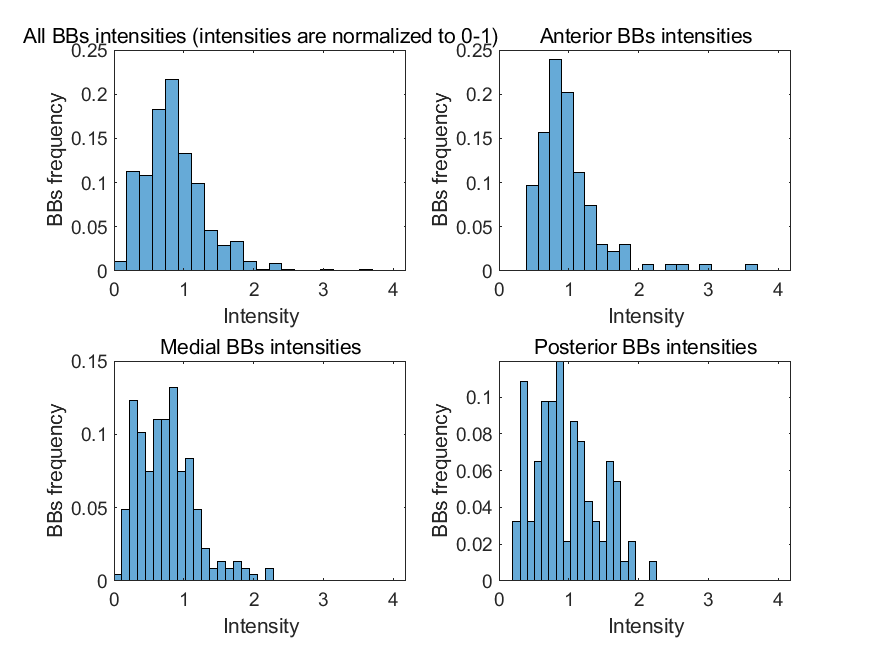 All BBs intensities (intensities are normalized to 0-1)
0.25
0.2
0.15
0.1
0.05
0
BBs frequency
0 1 2 3 4
Intensity
Anterior BBs intensities
0.25
0.2
0.15
0.1
0.05
0
BBs frequency
0 1 2 3 4
Intensity
Medial BBs intensities
0.15
0.1
0.05
0
BBs frequency
0 1 2 3 4
Intensity
Posterior BBs intensities
0.1
0.08
0.06
0.04
0.02
0
BBs frequency
0 1 2 3 4
Intensity